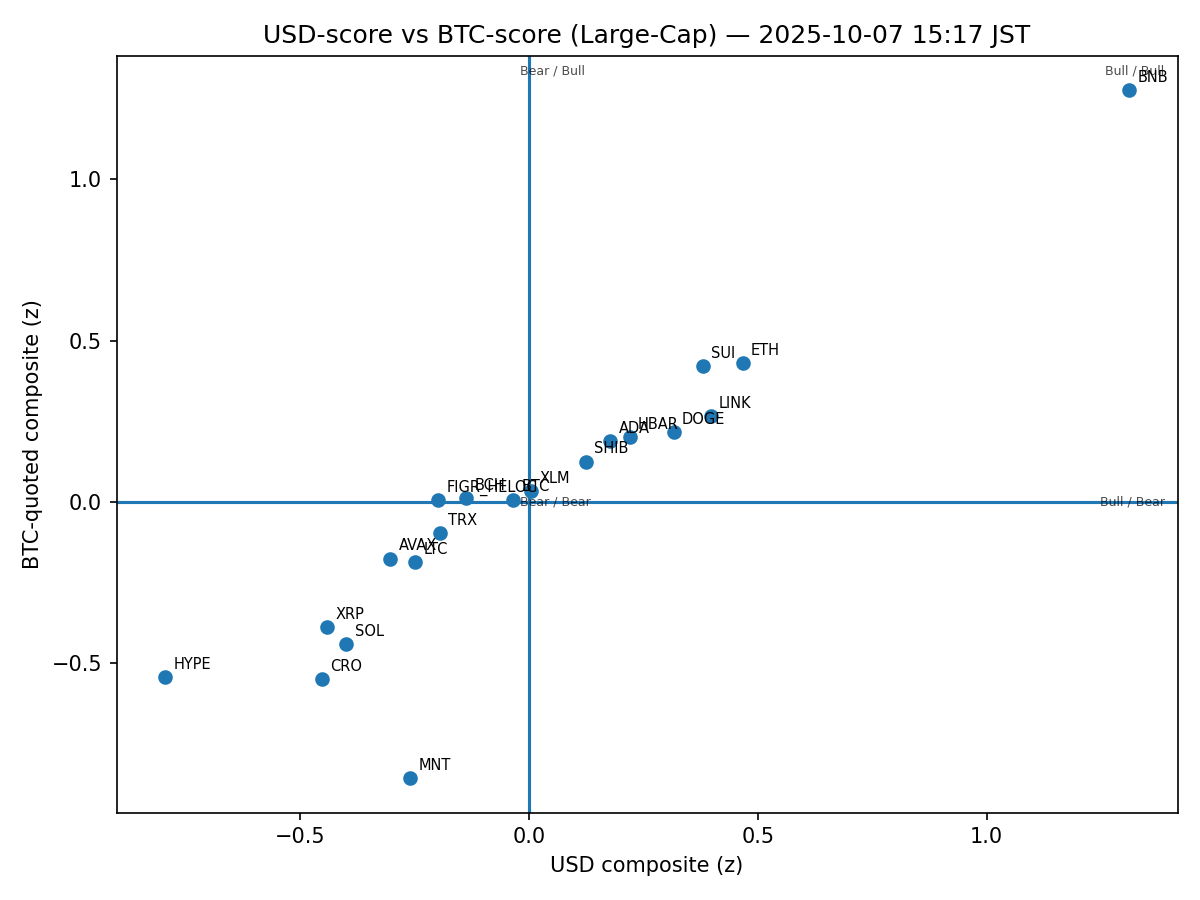 USD-score vs BTC-score (Large-Cap) — 2025-10-07 15:17 JST
Bear / Bull
Bull / Bull
BNB
1.0
0.5
SUI
ETH
LINK
DOGE
HBAR
ADA
SHIB
XLM
BTC
BCH
FIGR_HELOC
0.0
Bear / Bear
Bull / Bear
TRX
AVAX
LTC
XRP
SOL
HYPE
CRO
−0.5
MNT
−0.5
0.0
0.5
1.0
USD composite (z)
BTC-quoted composite (z)